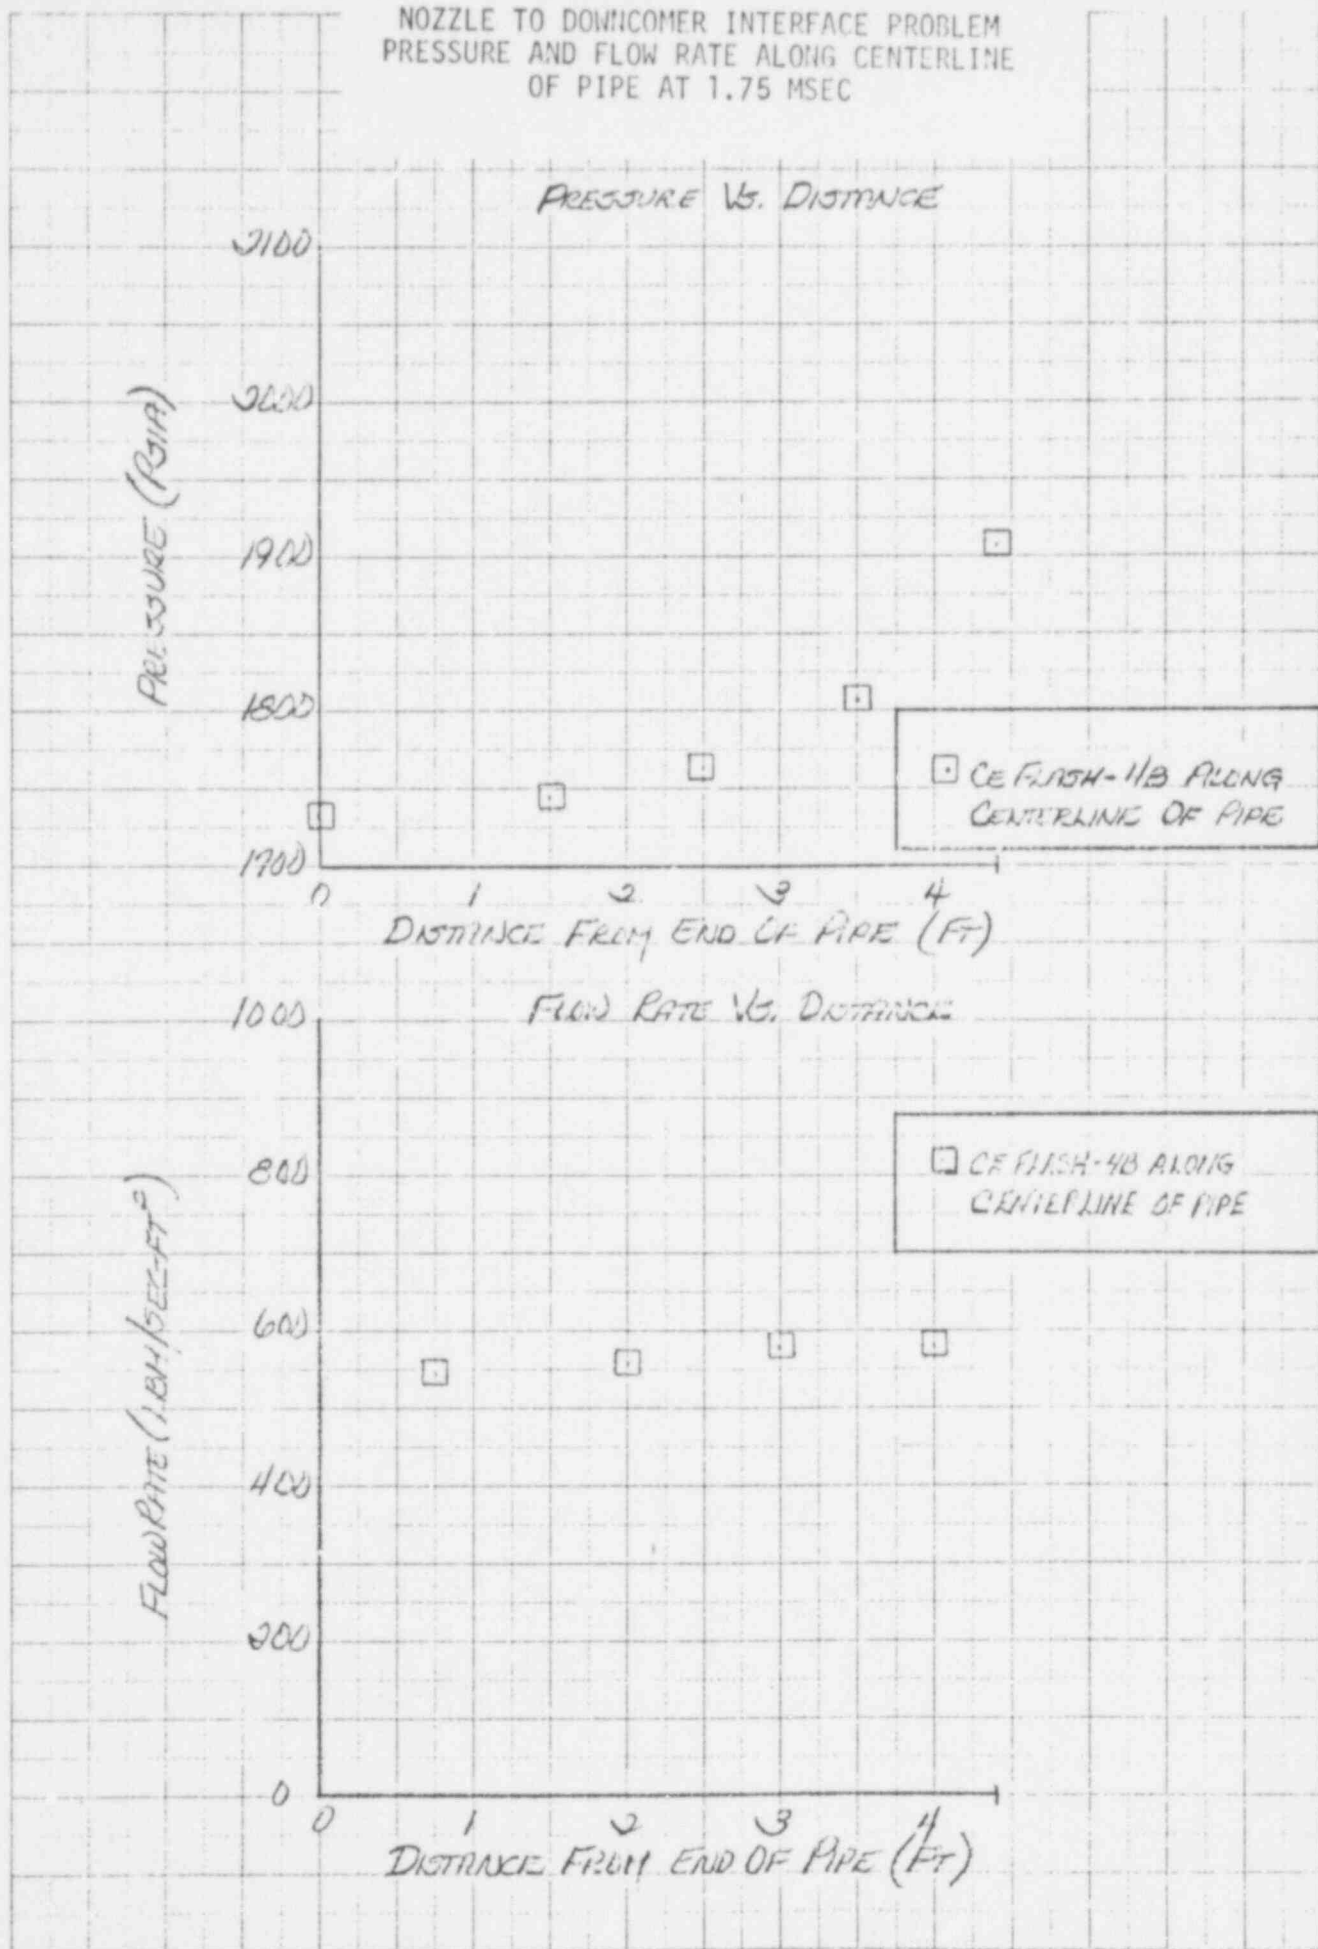 NOZZLE TO DOWNCOMER INTERFACE PROBLEM
PRESSURE AND FLOW RATE ALONG CENTERLINE
OF PIPE AT 1.75 MSEC
PRESSURE VS. DISTANCE
2100
2000
1900
1800
1700
PRESSURE (PSIA)
0 1 2 3 4
DISTANCE FROM END OF PIPE (FT)
CE FLASH-4B ALONG
CENTERLINE OF PIPE
FLOW RATE VS. DISTANCE
1000
800
600
400
200
0
FLOW RATE (LBM/SEC-FT²)
0 1 2 3 4
DISTANCE FROM END OF PIPE (FT)
CE FLASH-4B ALONG
CENTERLINE OF PIPE